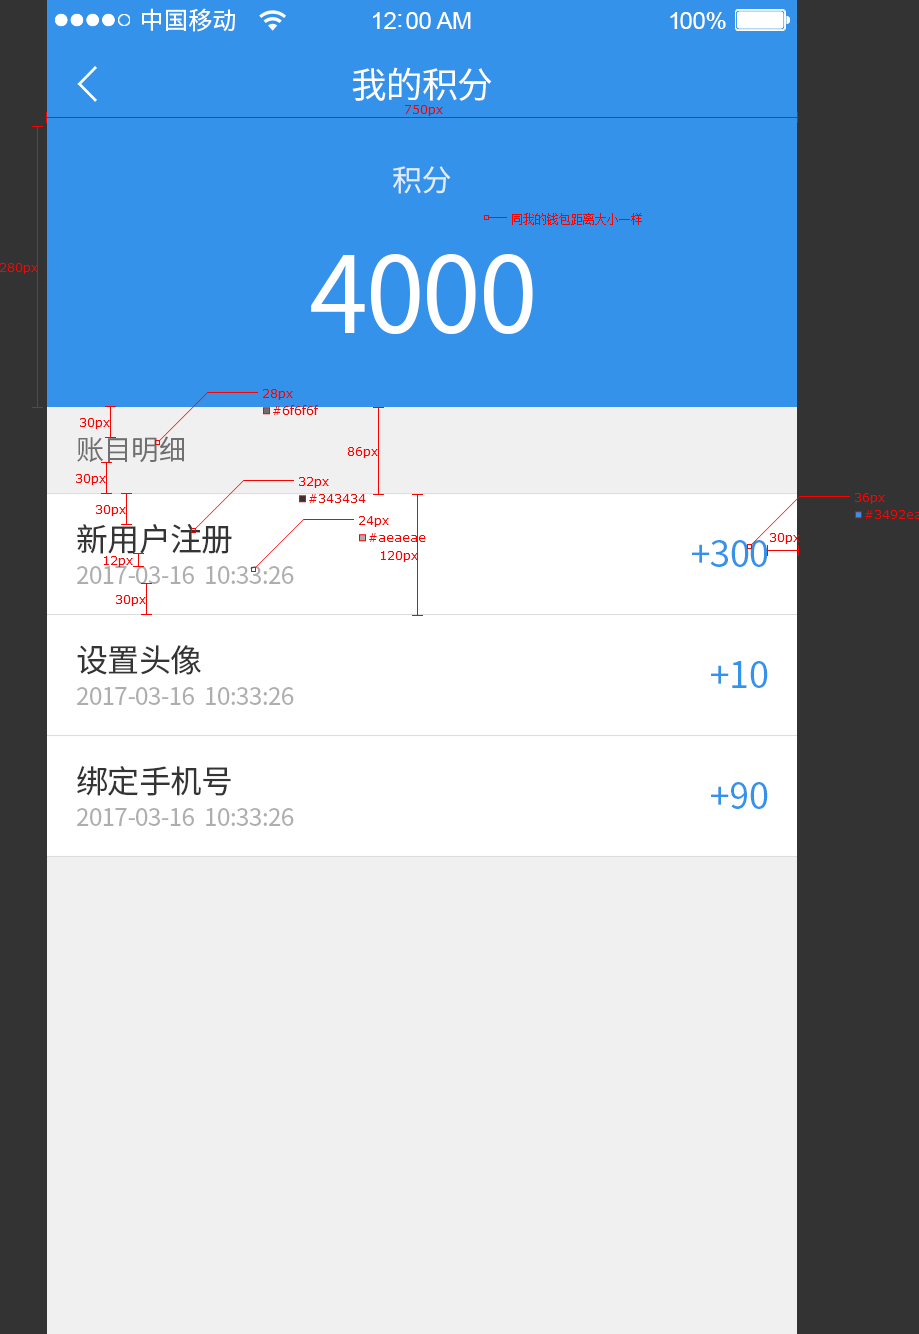 中国移动 12:00 AM 100%
我的积分
750px
积分
同我的钱包距离大小一样
280px
4000
28px
#6f6f6f
30px
账目明细
86px
30px
32px
#343434
36px
#3492ea
30px
24px
#aeaeae
新用户注册
+300
30px
120px
12px
2017-03-16 10:33:26
30px
设置头像
+10
2017-03-16 10:33:26
绑定手机号
+90
2017-03-16 10:33:26